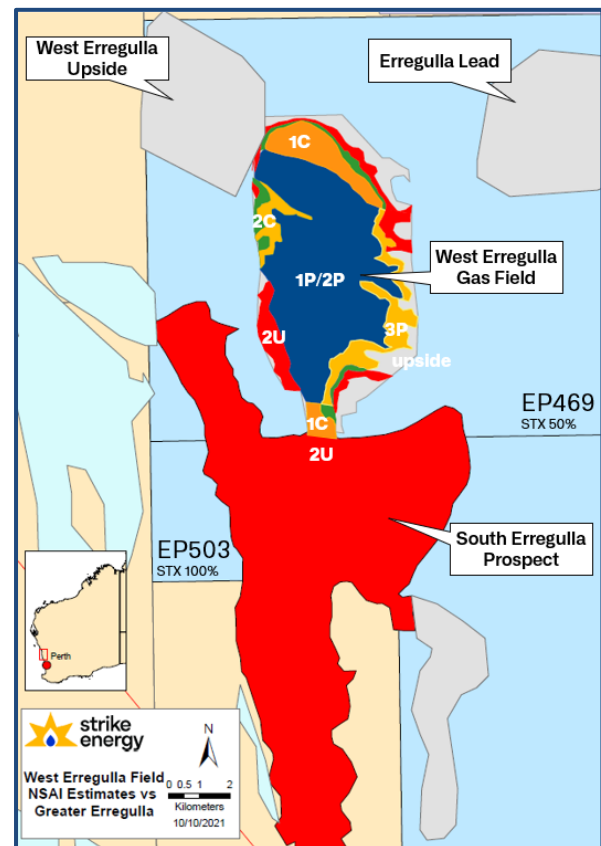 West Erregulla
Upside
Erregulla Lead
1C
2C
1P/2P
West Erregulla
Gas Field
2U
3P
upside
EP469
STX 50%
1C
2U
South Erregulla
Prospect
EP503
STX 100%
Perth
strike
energy
N
West Erregulla Field
NSAI Estimates vs
Greater Erregulla
0 0.5 1 2
Kilometers
10/10/2021